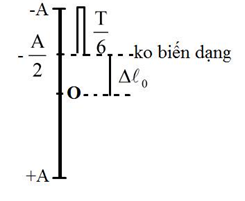 -A
T
6
- A
2
ko biến dạng
Δℓ0
O
+A